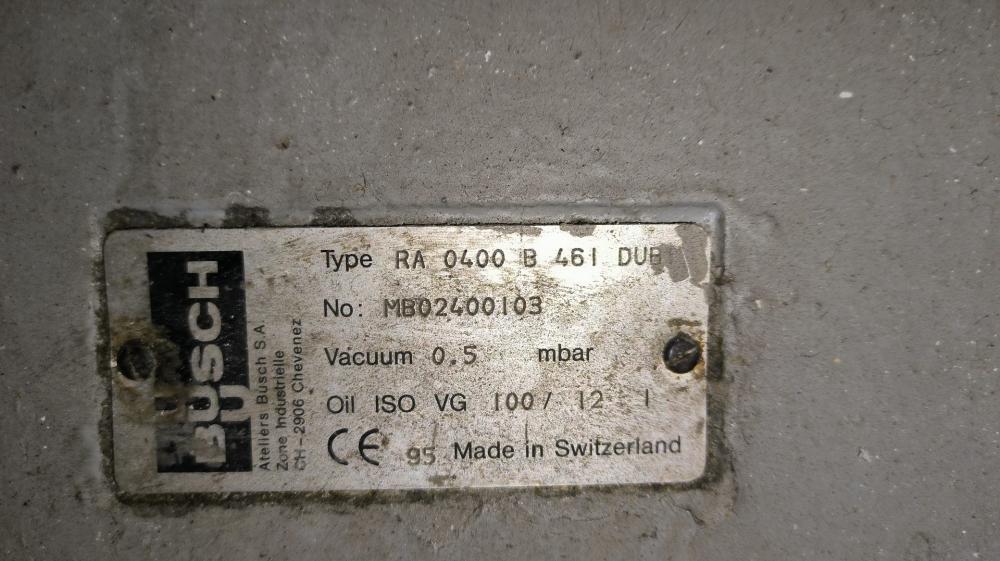 BUSCH
Ateliers Busch S.A.
Zone Industrielle
CH-2906 Chevenez
Type RA 0400 B 461 DUB
No: MB02400103
Vacuum 0.5 mbar
Oil ISO VG 100/ 12 l
CE 95 Made in Switzerland